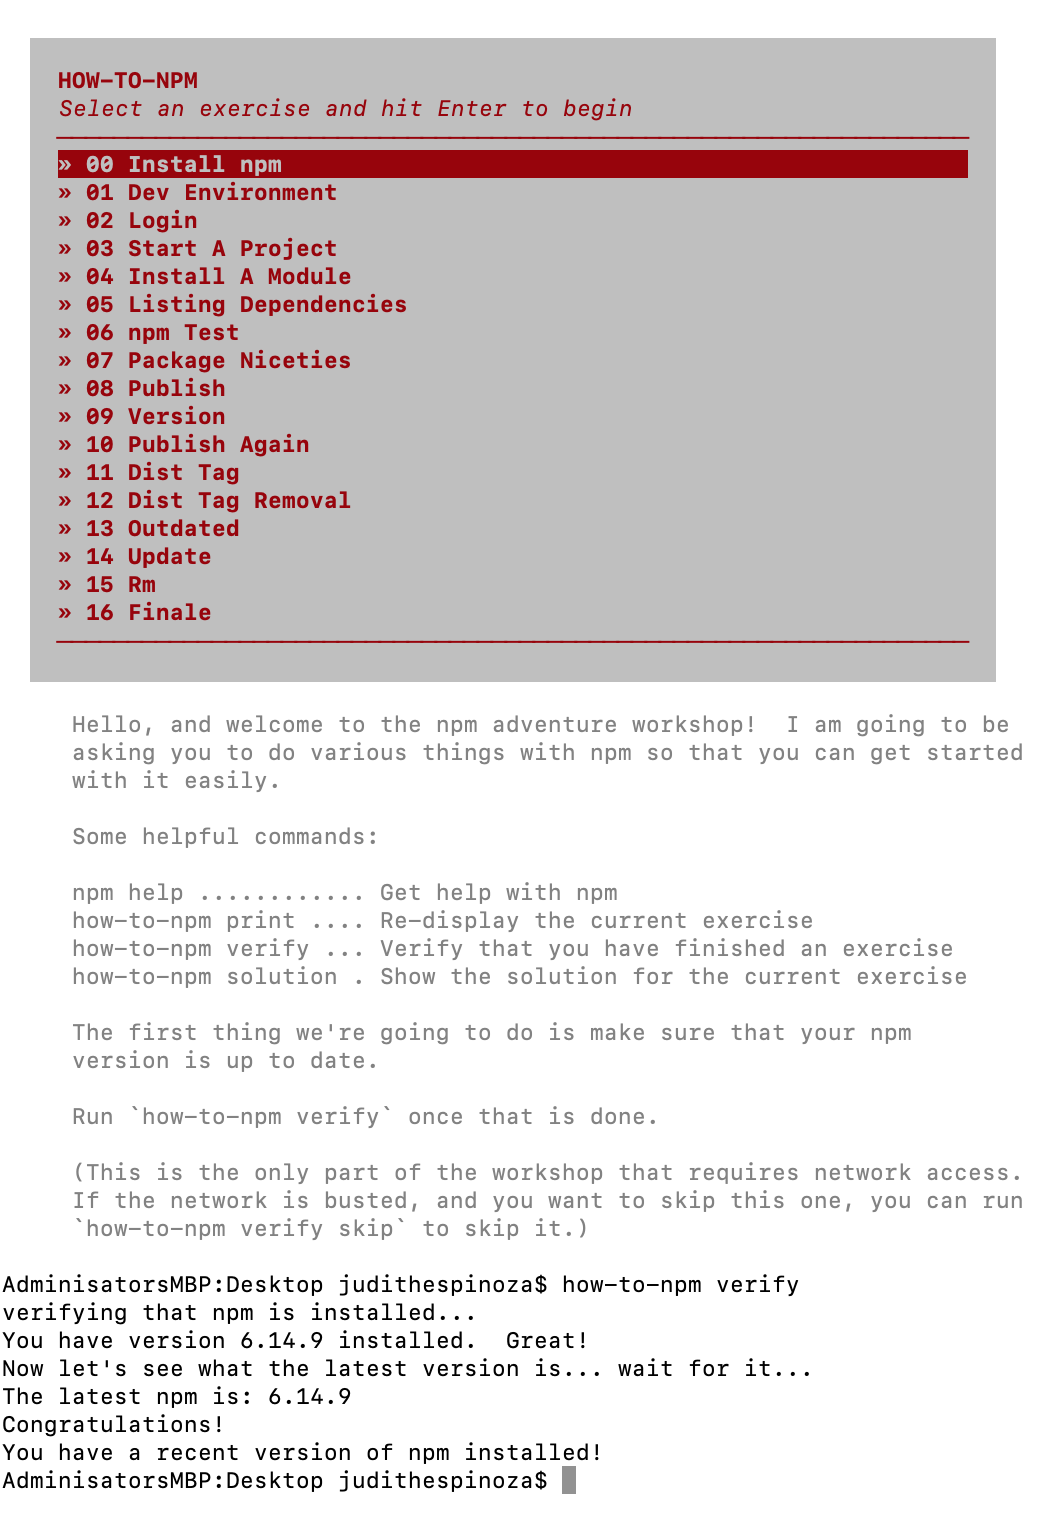 HOW-TO-NPM
Select an exercise and hit Enter to begin
» 00 Install npm
» 01 Dev Environment
» 02 Login
» 03 Start A Project
» 04 Install A Module
» 05 Listing Dependencies
» 06 npm Test
» 07 Package Niceties
» 08 Publish
» 09 Version
» 10 Publish Again
» 11 Dist Tag
» 12 Dist Tag Removal
» 13 Outdated
» 14 Update
» 15 Rm
» 16 Finale
Hello, and welcome to the npm adventure workshop!  I am going to be
asking you to do various things with npm so that you can get started
with it easily.
Some helpful commands:
npm help ............ Get help with npm
how-to-npm print .... Re-display the current exercise
how-to-npm verify ... Verify that you have finished an exercise
how-to-npm solution . Show the solution for the current exercise
The first thing we're going to do is make sure that your npm
version is up to date.
Run `how-to-npm verify` once that is done.
(This is the only part of the workshop that requires network access.
If the network is busted, and you want to skip this one, you can run
`how-to-npm verify skip` to skip it.)
AdminisatorsMBP:Desktop judithespinoza$ how-to-npm verify
verifying that npm is installed...
You have version 6.14.9 installed.  Great!
Now let's see what the latest version is... wait for it...
The latest npm is: 6.14.9
Congratulations!
You have a recent version of npm installed!
AdminisatorsMBP:Desktop judithespinoza$